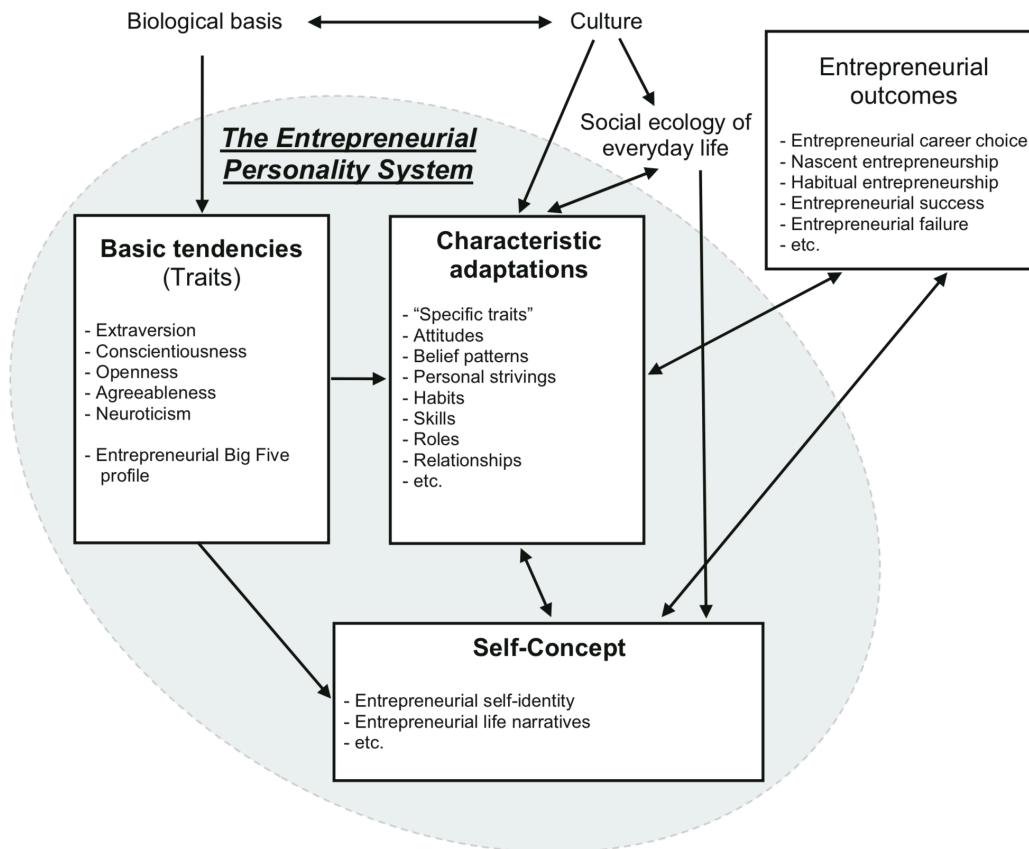 Biological basis
Culture
Entrepreneurial
outcomes
- Entrepreneurial career choice
- Nascent entrepreneurship
- Habitual entrepreneurship
- Entrepreneurial success
- Entrepreneurial failure
- etc.
Social ecology of
everyday life
The Entrepreneurial
Personality System
Basic tendencies
(Traits)
- Extraversion
- Conscientiousness
- Openness
- Agreeableness
- Neuroticism
- Entrepreneurial Big Five
profile
Characteristic
adaptations
- “Specific traits”
- Attitudes
- Belief patterns
- Personal strivings
- Habits
- Skills
- Roles
- Relationships
- etc.
Self-Concept
- Entrepreneurial self-identity
- Entrepreneurial life narratives
- etc.